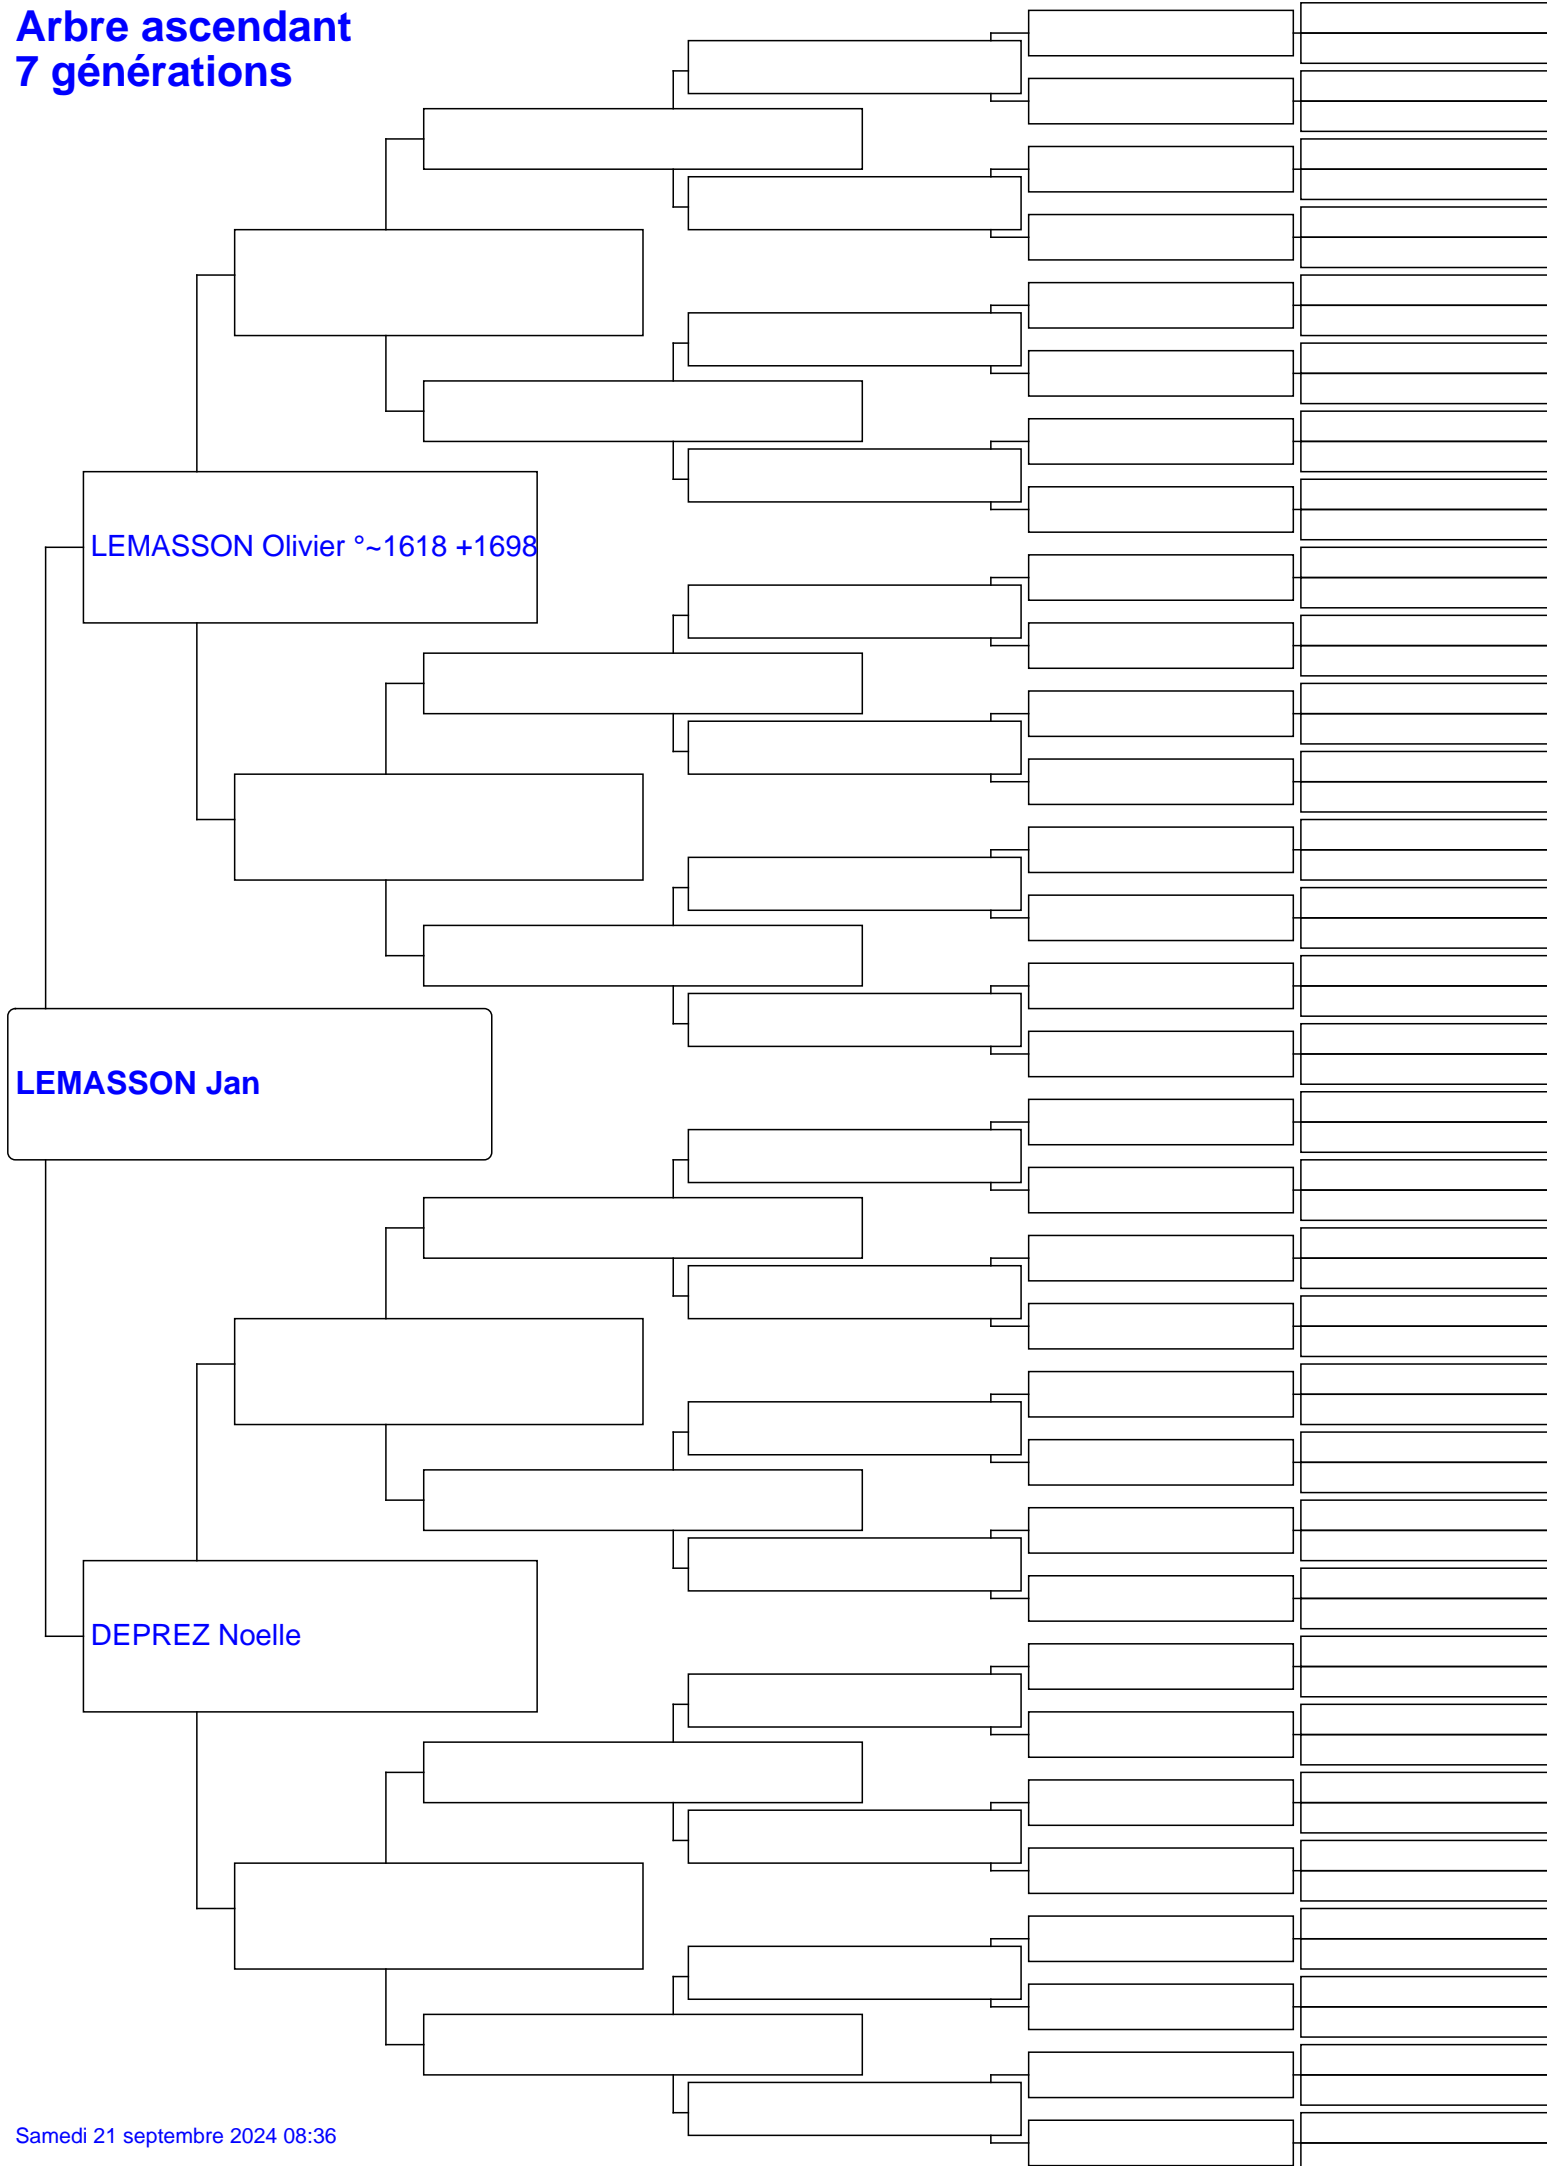 Arbre ascendant
7 générations
LEMASSON Olivier °~1618 +1698
LEMASSON Jan
DEPREZ Noelle
Samedi 21 septembre 2024 08:36